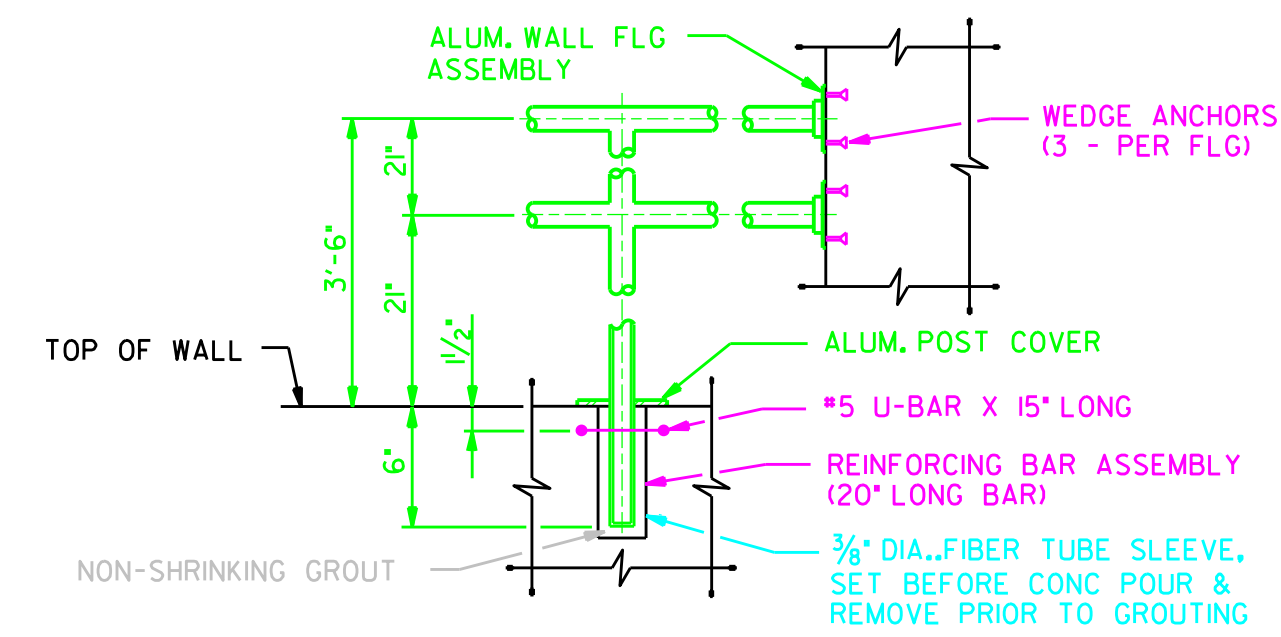 ALUM. WALL FLG
ASSEMBLY
WEDGE ANCHORS
(3 - PER FLG)
21"
3'-6"
21"
1½"
TOP OF WALL
ALUM. POST COVER
#5 U-BAR X 15" LONG
6"
REINFORCING BAR ASSEMBLY
(20" LONG BAR)
NON-SHRINKING GROUT
⅜" DIA..FIBER TUBE SLEEVE,
SET BEFORE CONC POUR &
REMOVE PRIOR TO GROUTING